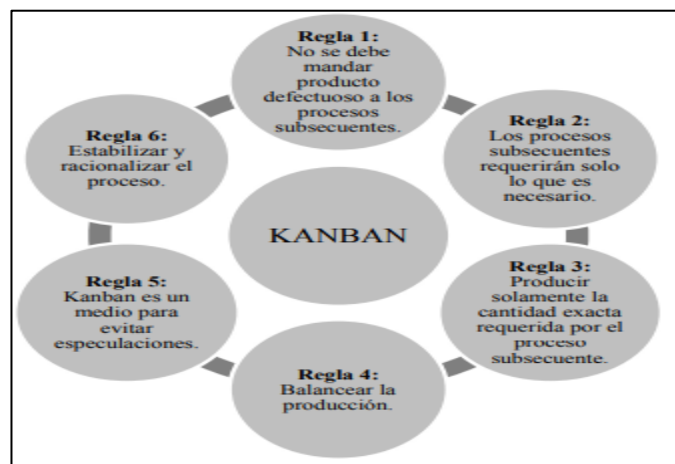 Regla 1:
No se debe
mandar
producto
defectuoso a los
procesos
subsecuentes.
Regla 2:
Los procesos
subsecuentes
requerirán solo
lo que es
necesario.
Regla 3:
Producir
solamente la
cantidad exacta
requerida por el
proceso
subsecuente.
Regla 4:
Balancear la
producción.
Regla 5:
Kanban es un
medio para
evitar
especulaciones.
Regla 6:
Estabilizar y
racionalizar el
proceso.
KANBAN